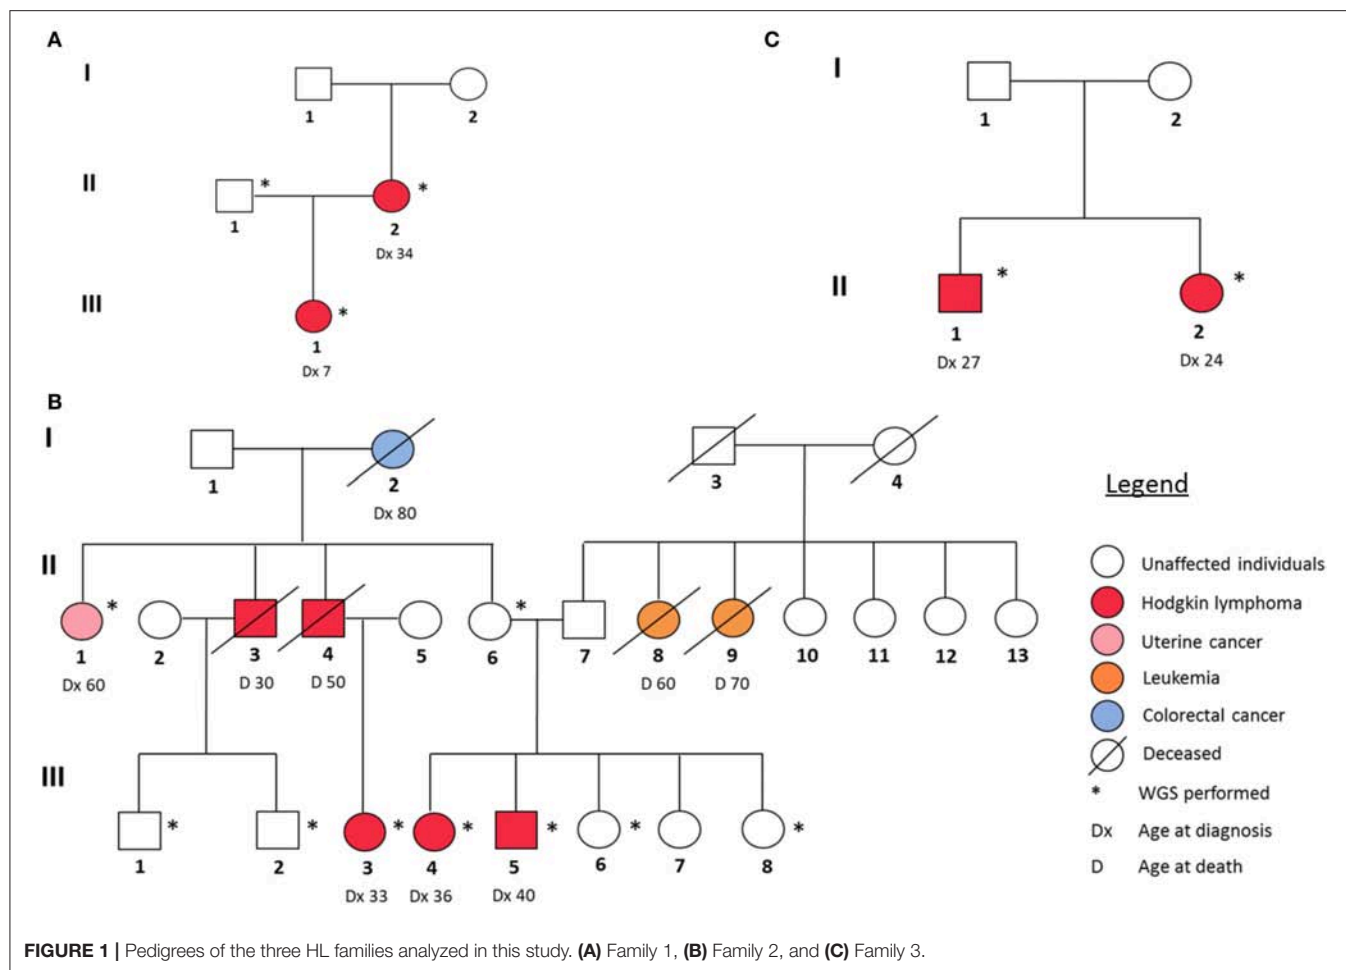 A
I
1 2
II
* *
1 2
Dx 34
III
*
1
Dx 7
C
I
1 2
II
* *
1 2
Dx 27 Dx 24
B
I
1 2 3 4
Dx 80
II
* *
1 2 3 4 5 6 7 8 9 10 11 12 13
Dx 60 D 30 D 50 D 60 D 70
III
* * * * * * *
1 2 3 4 5 6 7 8
Dx 33 Dx 36 Dx 40
Legend
Unaffected individuals
Hodgkin lymphoma
Uterine cancer
Leukemia
Colorectal cancer
Deceased
* WGS performed
Dx Age at diagnosis
D Age at death
FIGURE 1 | Pedigrees of the three HL families analyzed in this study. (A) Family 1, (B) Family 2, and (C) Family 3.